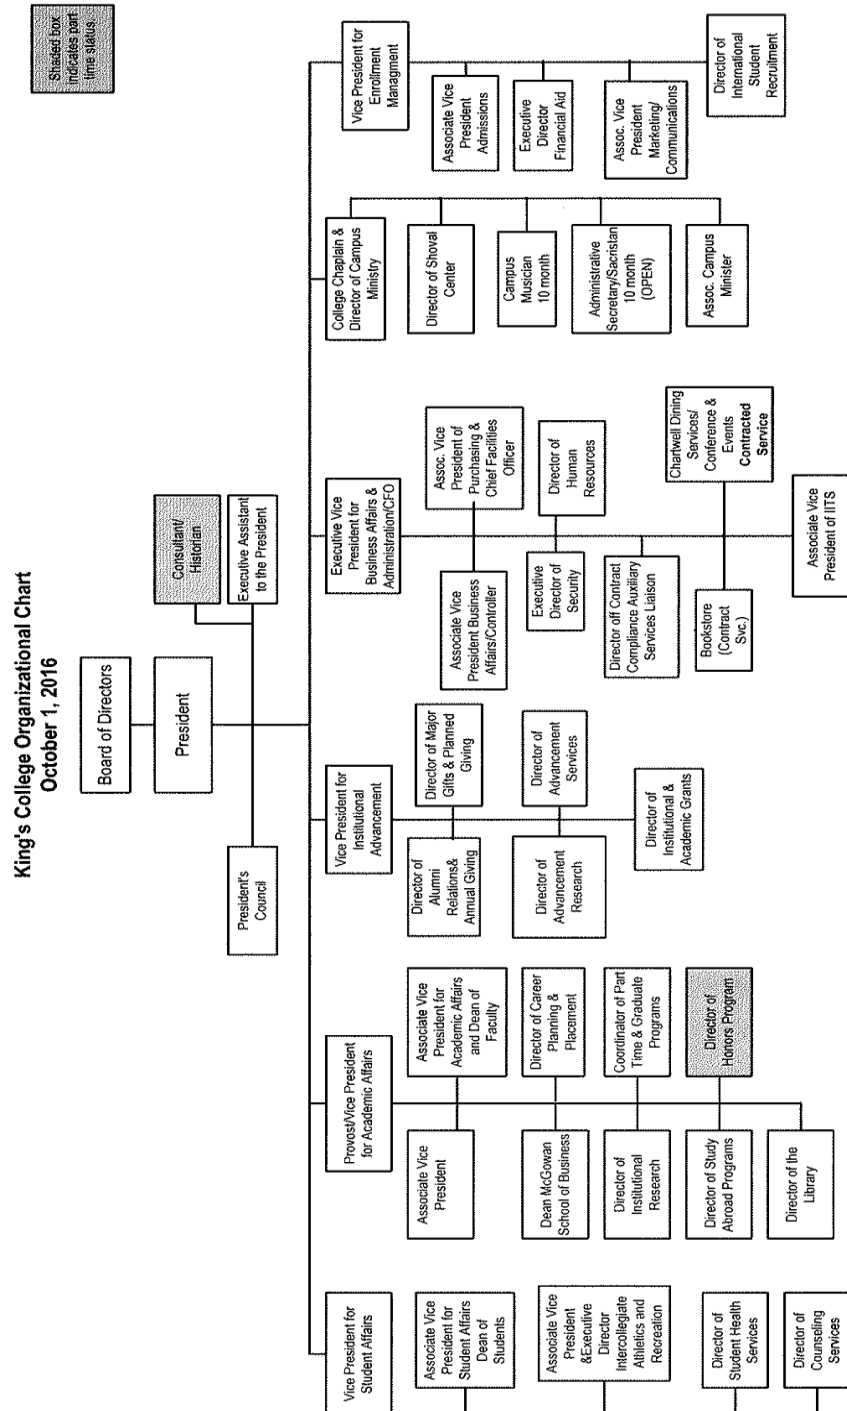 King's College Organizational Chart
October 1, 2016
Shaded box
indicates part
time status
Board of Directors
President
Consultant/
Historian
Executive Assistant
to the President
President's
Council
Vice President for
Student Affairs
Associate Vice
President for
Student Affairs
Dean of
Students
Associate Vice
President
&Executive
Director
Intercollegiate
Athletics and
Recreation
Director of
Student Health
Services
Director of
Counseling
Services
Provost/Vice President
for Academic Affairs
Associate Vice
President
Associate Vice
President for
Academic Affairs
and Dean of
Faculty
Dean McGowan
School of Business
Director of Career
Planning &
Placement
Director of
Institutional
Research
Coordinator of Part
Time & Graduate
Programs
Director of Study
Abroad Programs
Director of
Honors Program
Director of the
Library
Vice President for
Institutional
Advancement
Director of
Alumni
Relations&
Annual Giving
Director of Major
Gifts & Planned
Giving
Director of
Advancement
Research
Director of
Advancement
Services
Director of
Institutional &
Academic Grants
Executive Vice
President for
Business Affairs &
Administration/CFO
Associate Vice
President Business
Affairs/Controller
Assoc. Vice
President of
Purchasing &
Chief Facilities
Officer
Executive
Director of
Security
Director of
Human
Resources
Director off Contract
Compliance Auxiliary
Services Liaison
Bookstore
(Contract
Svc.)
Chartwell Dining
Services/
Conference &
Events
Contracted
Service
Associate Vice
President of IITS
College Chaplain &
Director of Campus
Ministry
Director of Shoval
Center
Campus
Musician
10 month
Administrative
Secretary/Sacristan
10 month
(OPEN)
Assoc. Campus
Minister
Vice President for
Enrollment
Managment
Associate Vice
President
Admissions
Executive
Director
Financial Aid
Assoc. Vice
President
Marketing/
Communications
Director of
International
Student
Recruitment